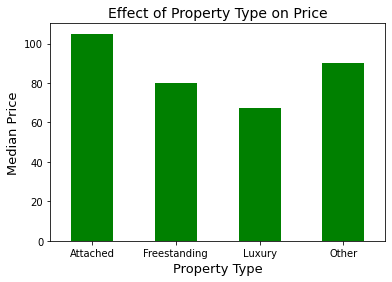 Effect of Property Type on Price
Median Price
100
80
60
40
20
0
Attached Freestanding Luxury Other
Property Type